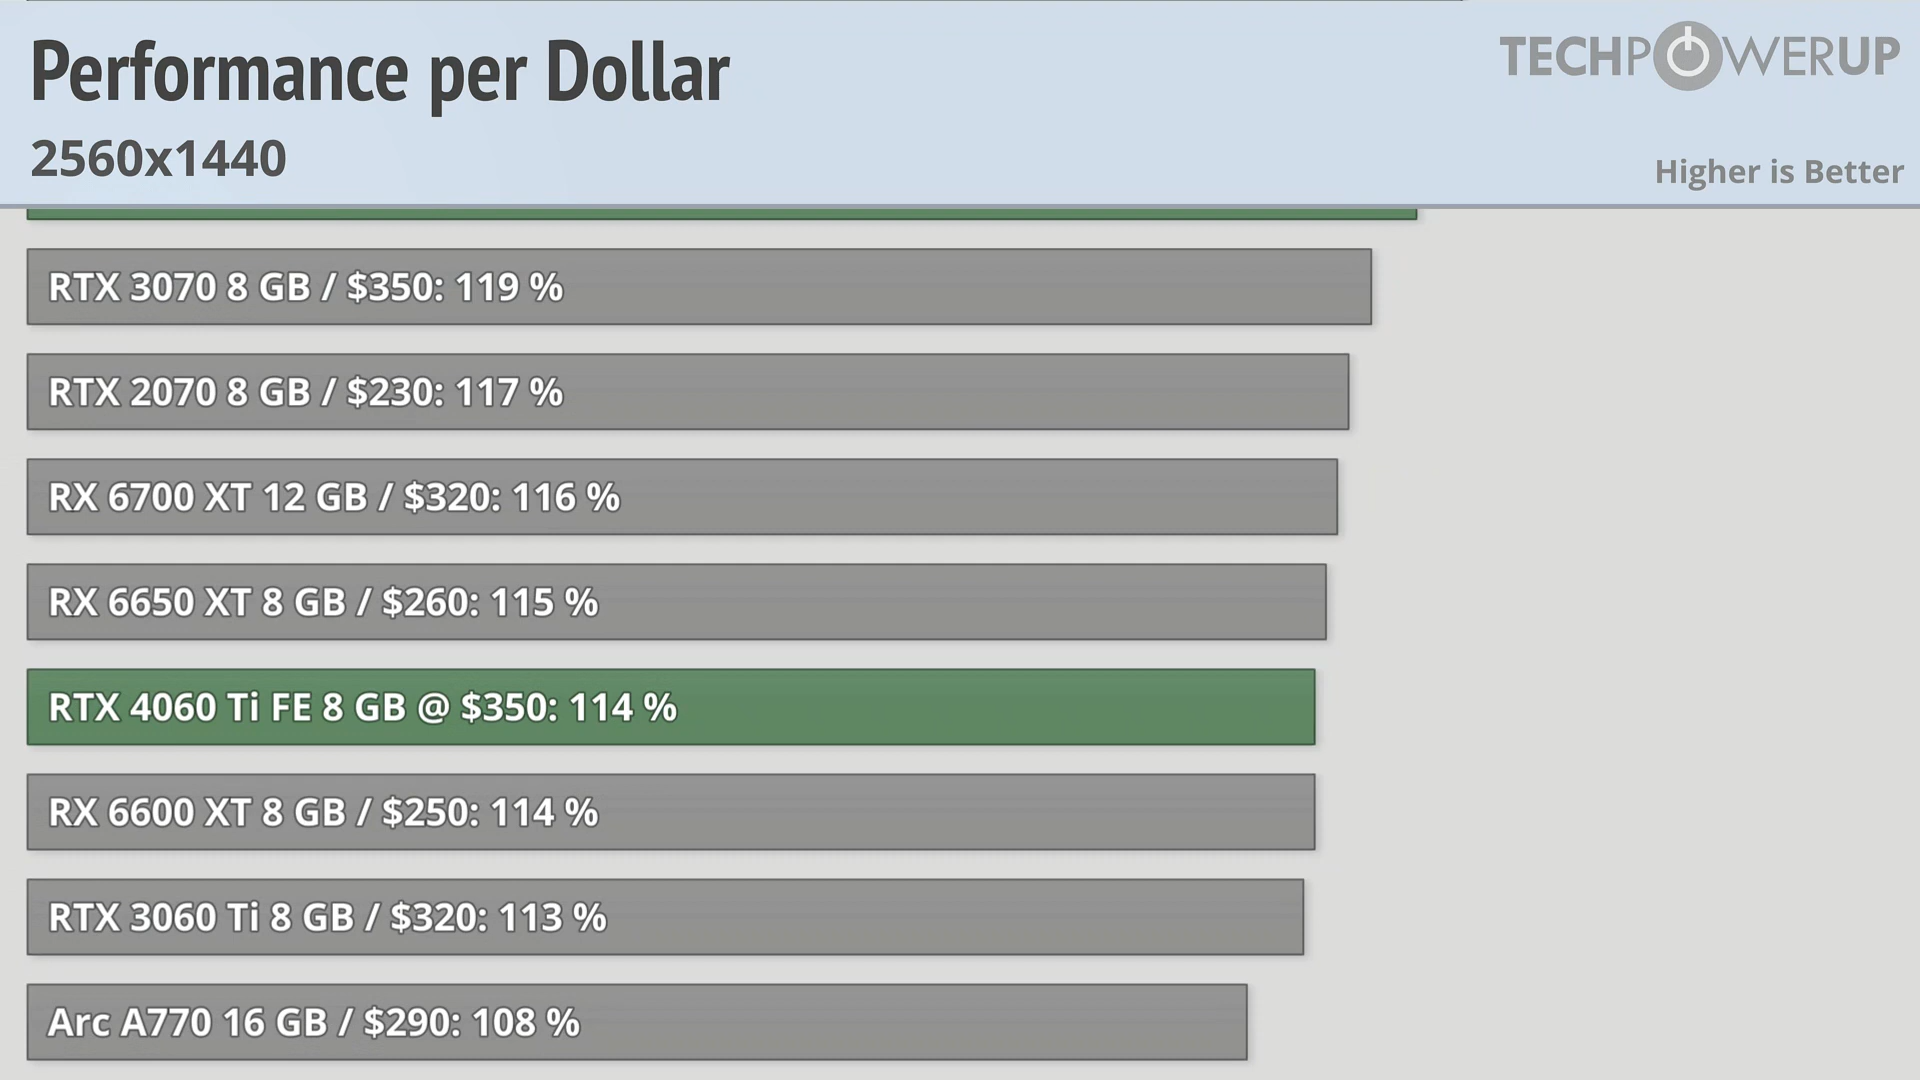 Performance per Dollar
TECHPOWERUP
2560x1440
Higher is Better
RTX 3070 8 GB / $350: 119 %
RTX 2070 8 GB / $230: 117 %
RX 6700 XT 12 GB / $320: 116 %
RX 6650 XT 8 GB / $260: 115 %
RTX 4060 Ti FE 8 GB @ $350: 114 %
RX 6600 XT 8 GB / $250: 114 %
RTX 3060 Ti 8 GB / $320: 113 %
Arc A770 16 GB / $290: 108 %